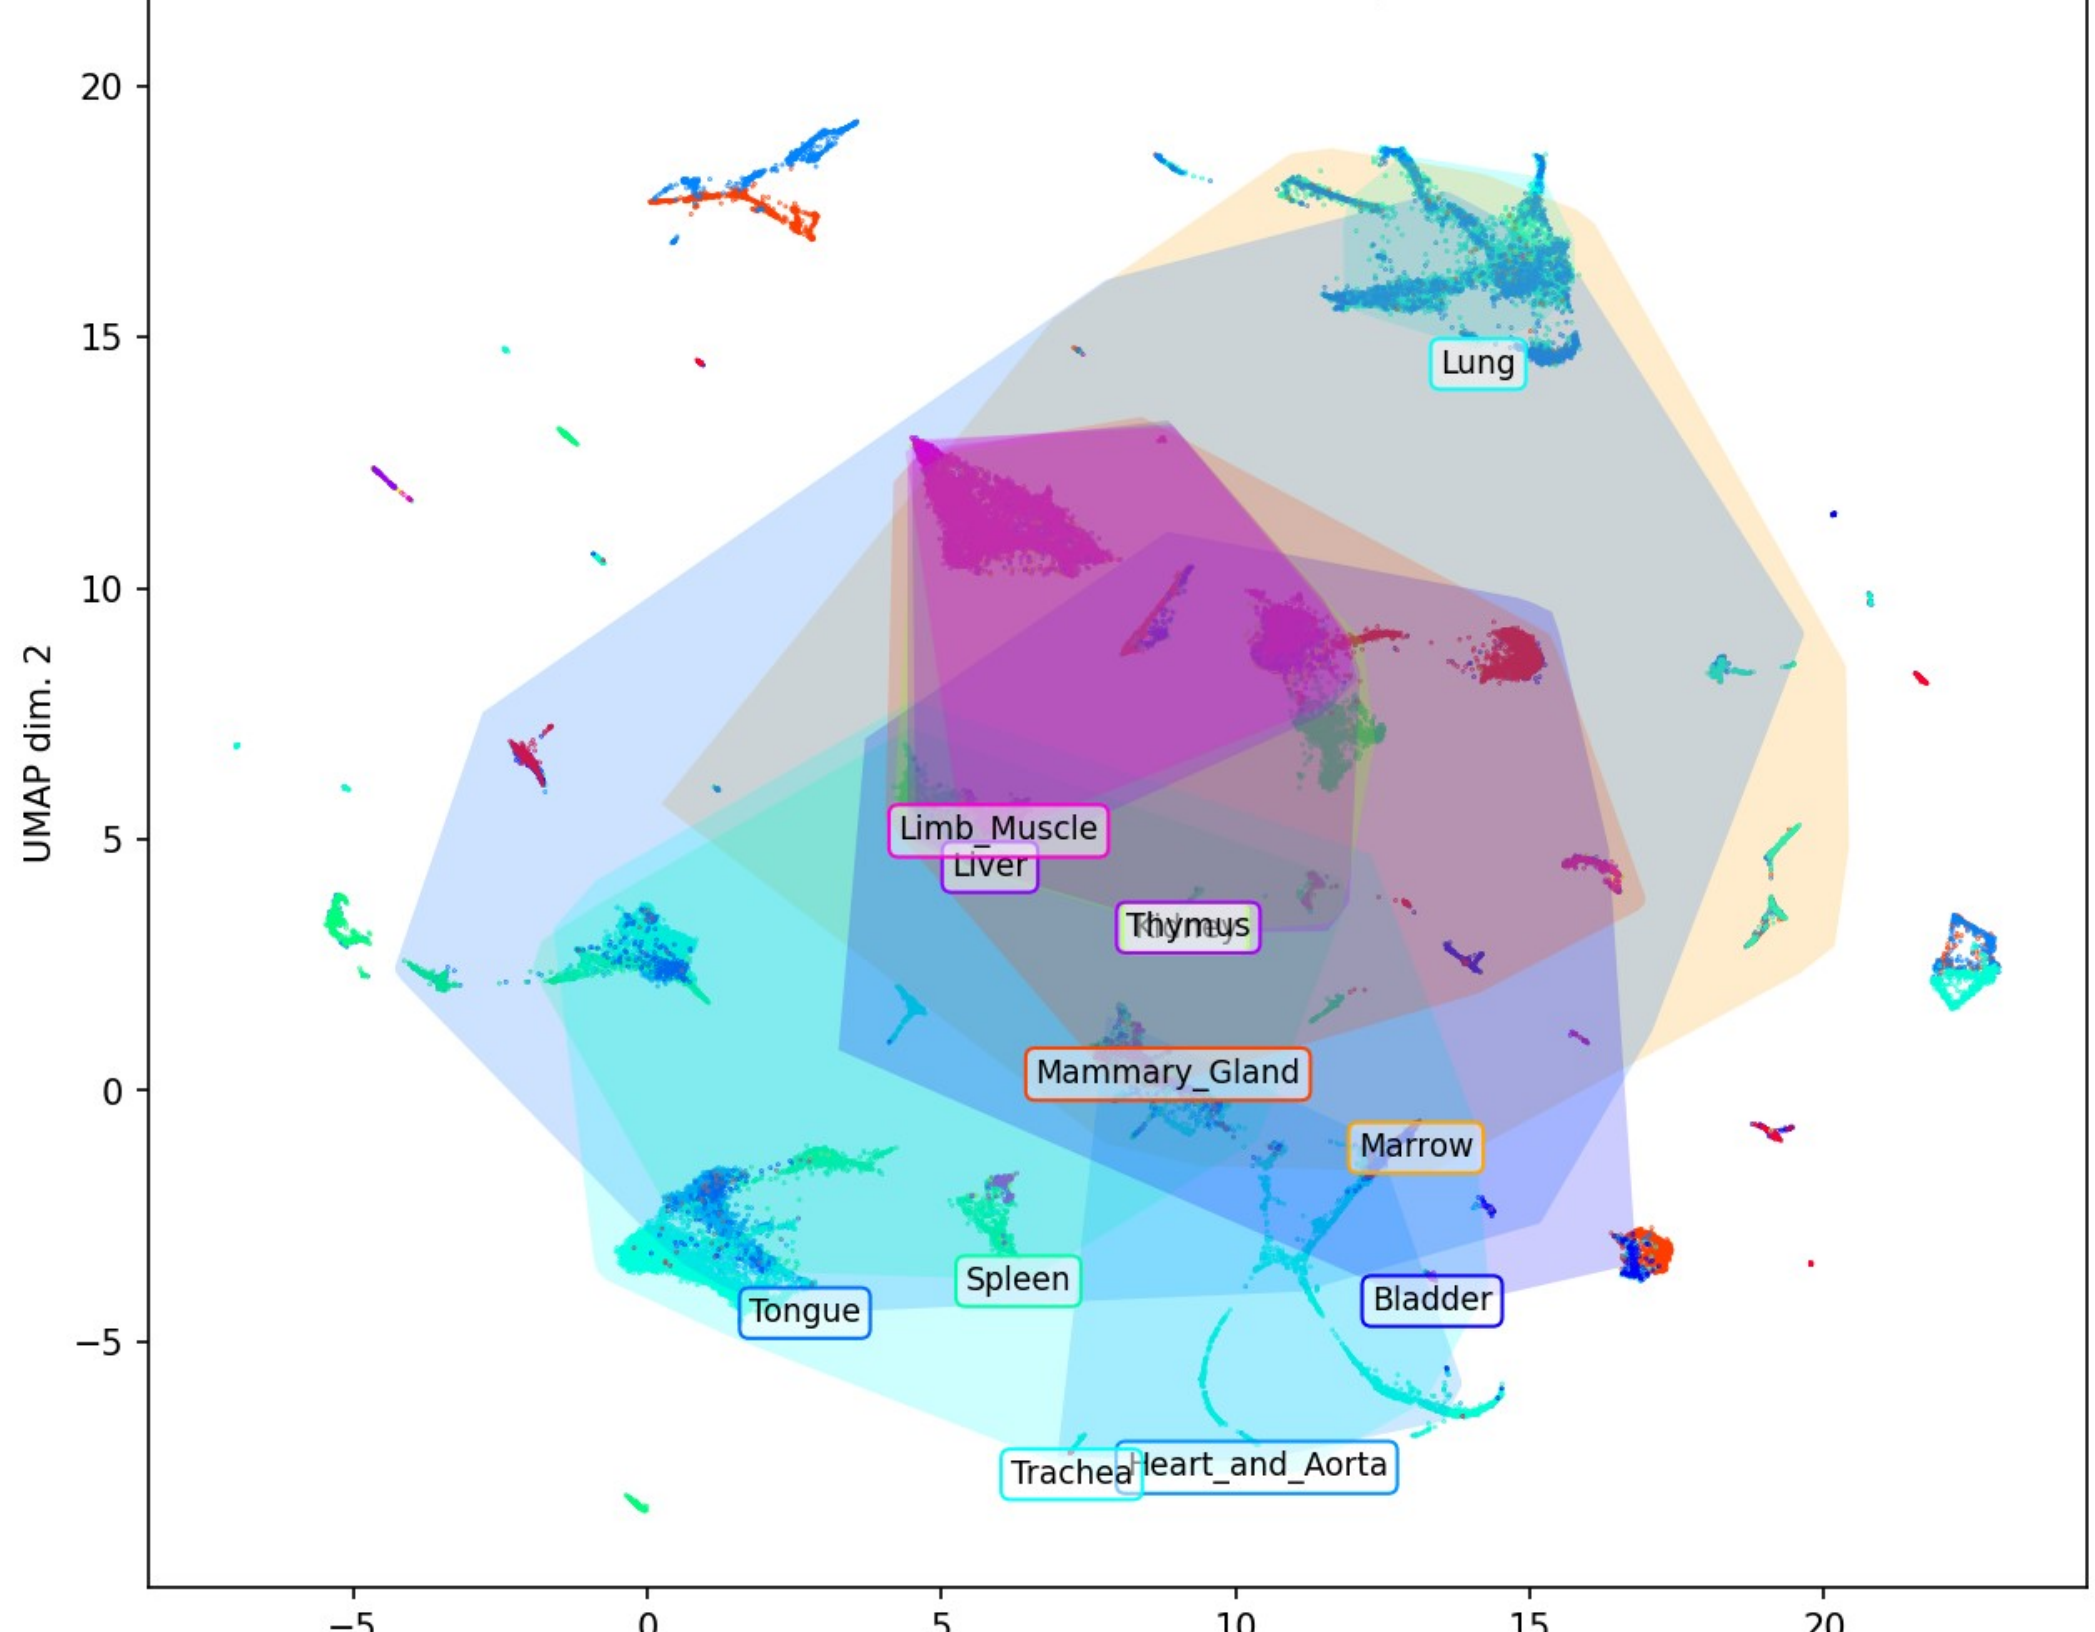 20
15
10
5
0
−5
UMAP dim. 2
Lung
Limb_Muscle
Liver
Thymus
Kidney
Mammary_Gland
Marrow
Spleen
Tongue
Bladder
Trachea
Heart_and_Aorta
−5
0
5
10
15
20